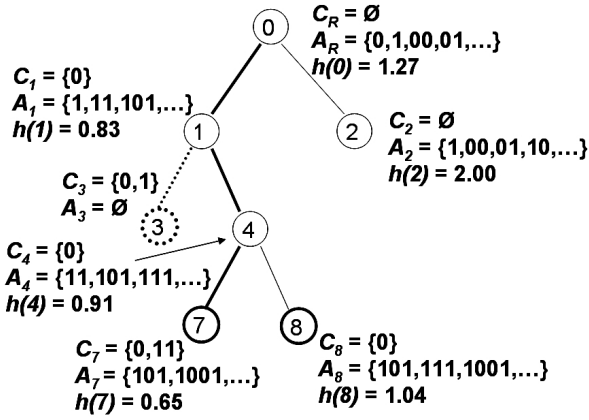 0
C_R = Ø
A_R = {0,1,00,01,...}
h(0) = 1.27
C_1 = {0}
A_1 = {1,11,101,...}
h(1) = 0.83
1
2
C_2 = Ø
A_2 = {1,00,01,10,...}
h(2) = 2.00
C_3 = {0,1}
A_3 = Ø
3
4
C_4 = {0}
A_4 = {11,101,111,...}
h(4) = 0.91
7
8
C_7 = {0,11}
A_7 = {101,1001,...}
h(7) = 0.65
C_8 = {0}
A_8 = {101,111,1001,...}
h(8) = 1.04